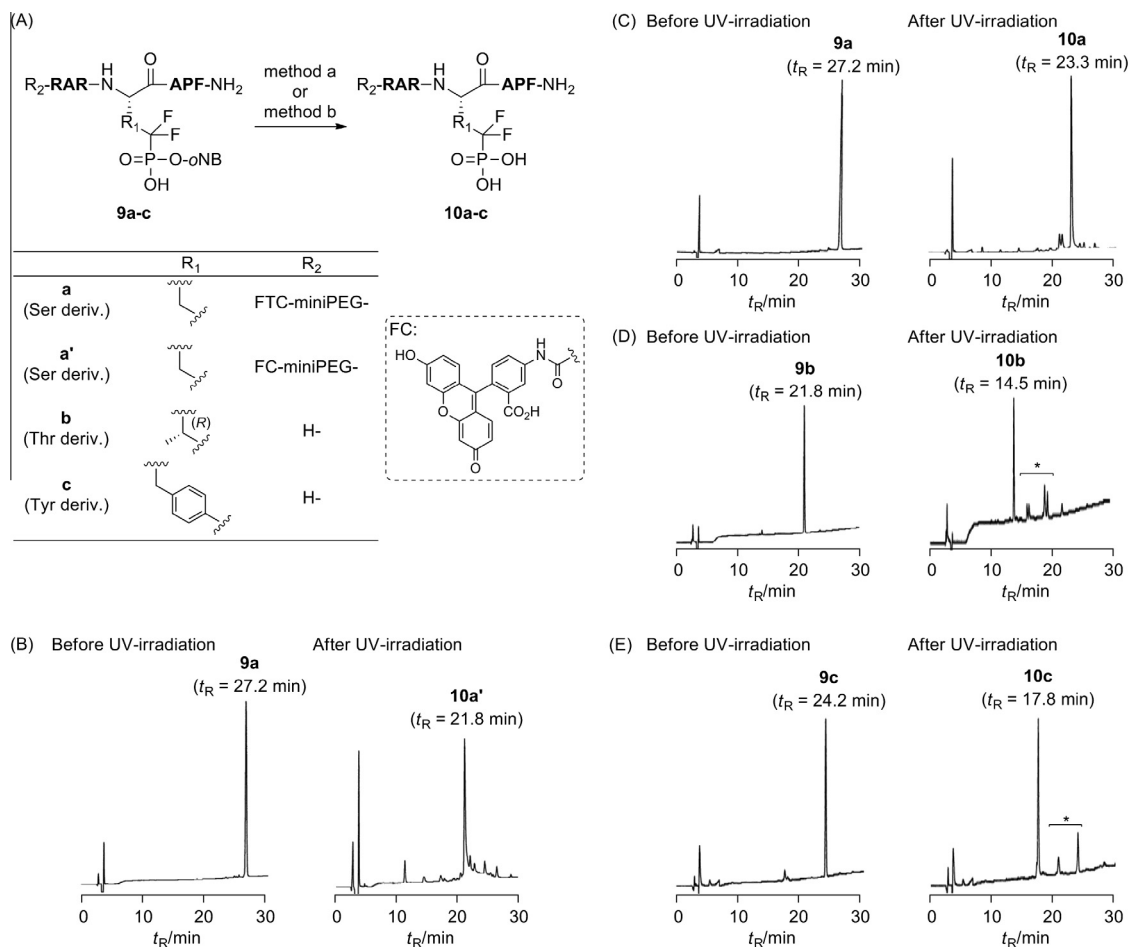 (A)
R2-RAR-N
H
O
APF-NH2
R1
F
F
O=P-O-oNB
OH
9a-c
method a
or
method b
R2-RAR-N
H
O
APF-NH2
R1
F
F
O=P-OH
OH
10a-c
R1 R2
a
(Ser deriv.)
FTC-miniPEG-
a'
(Ser deriv.)
FC-miniPEG-
b
(Thr deriv.)
(R)
H-
c
(Tyr deriv.)
H-
FC:
HO
H
N
O
CO2H
O
O
(B) Before UV-irradiation After UV-irradiation
9a
(tR = 27.2 min)
10a'
(tR = 21.8 min)
0 10 20 30
tR/min
0 10 20 30
tR/min
(C) Before UV-irradiation After UV-irradiation
9a
(tR = 27.2 min)
10a
(tR = 23.3 min)
0 10 20 30
tR/min
0 10 20 30
tR/min
(D) Before UV-irradiation After UV-irradiation
9b
(tR = 21.8 min)
10b
(tR = 14.5 min)
*
0 10 20 30
tR/min
0 10 20 30
tR/min
(E) Before UV-irradiation After UV-irradiation
9c
(tR = 24.2 min)
10c
(tR = 17.8 min)
*
0 10 20 30
tR/min
0 10 20 30
tR/min